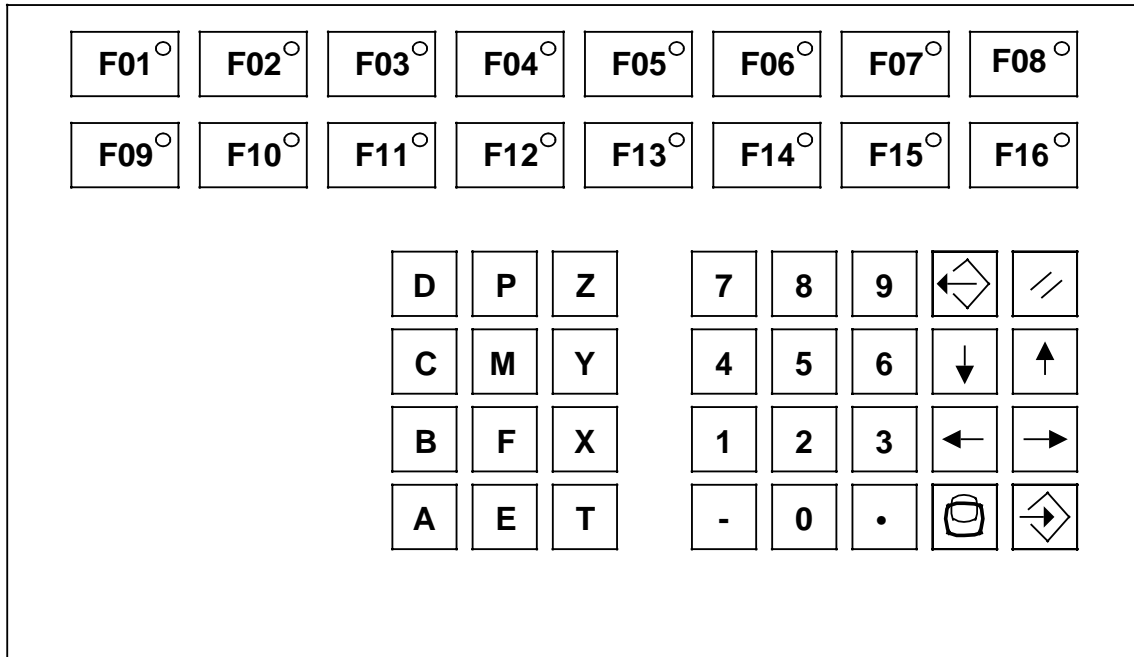 F01 F02 F03 F04 F05 F06 F07 F08
F09 F10 F11 F12 F13 F14 F15 F16
D P Z 7 8 9
C M Y 4 5 6
B F X 1 2 3
A E T - 0 •